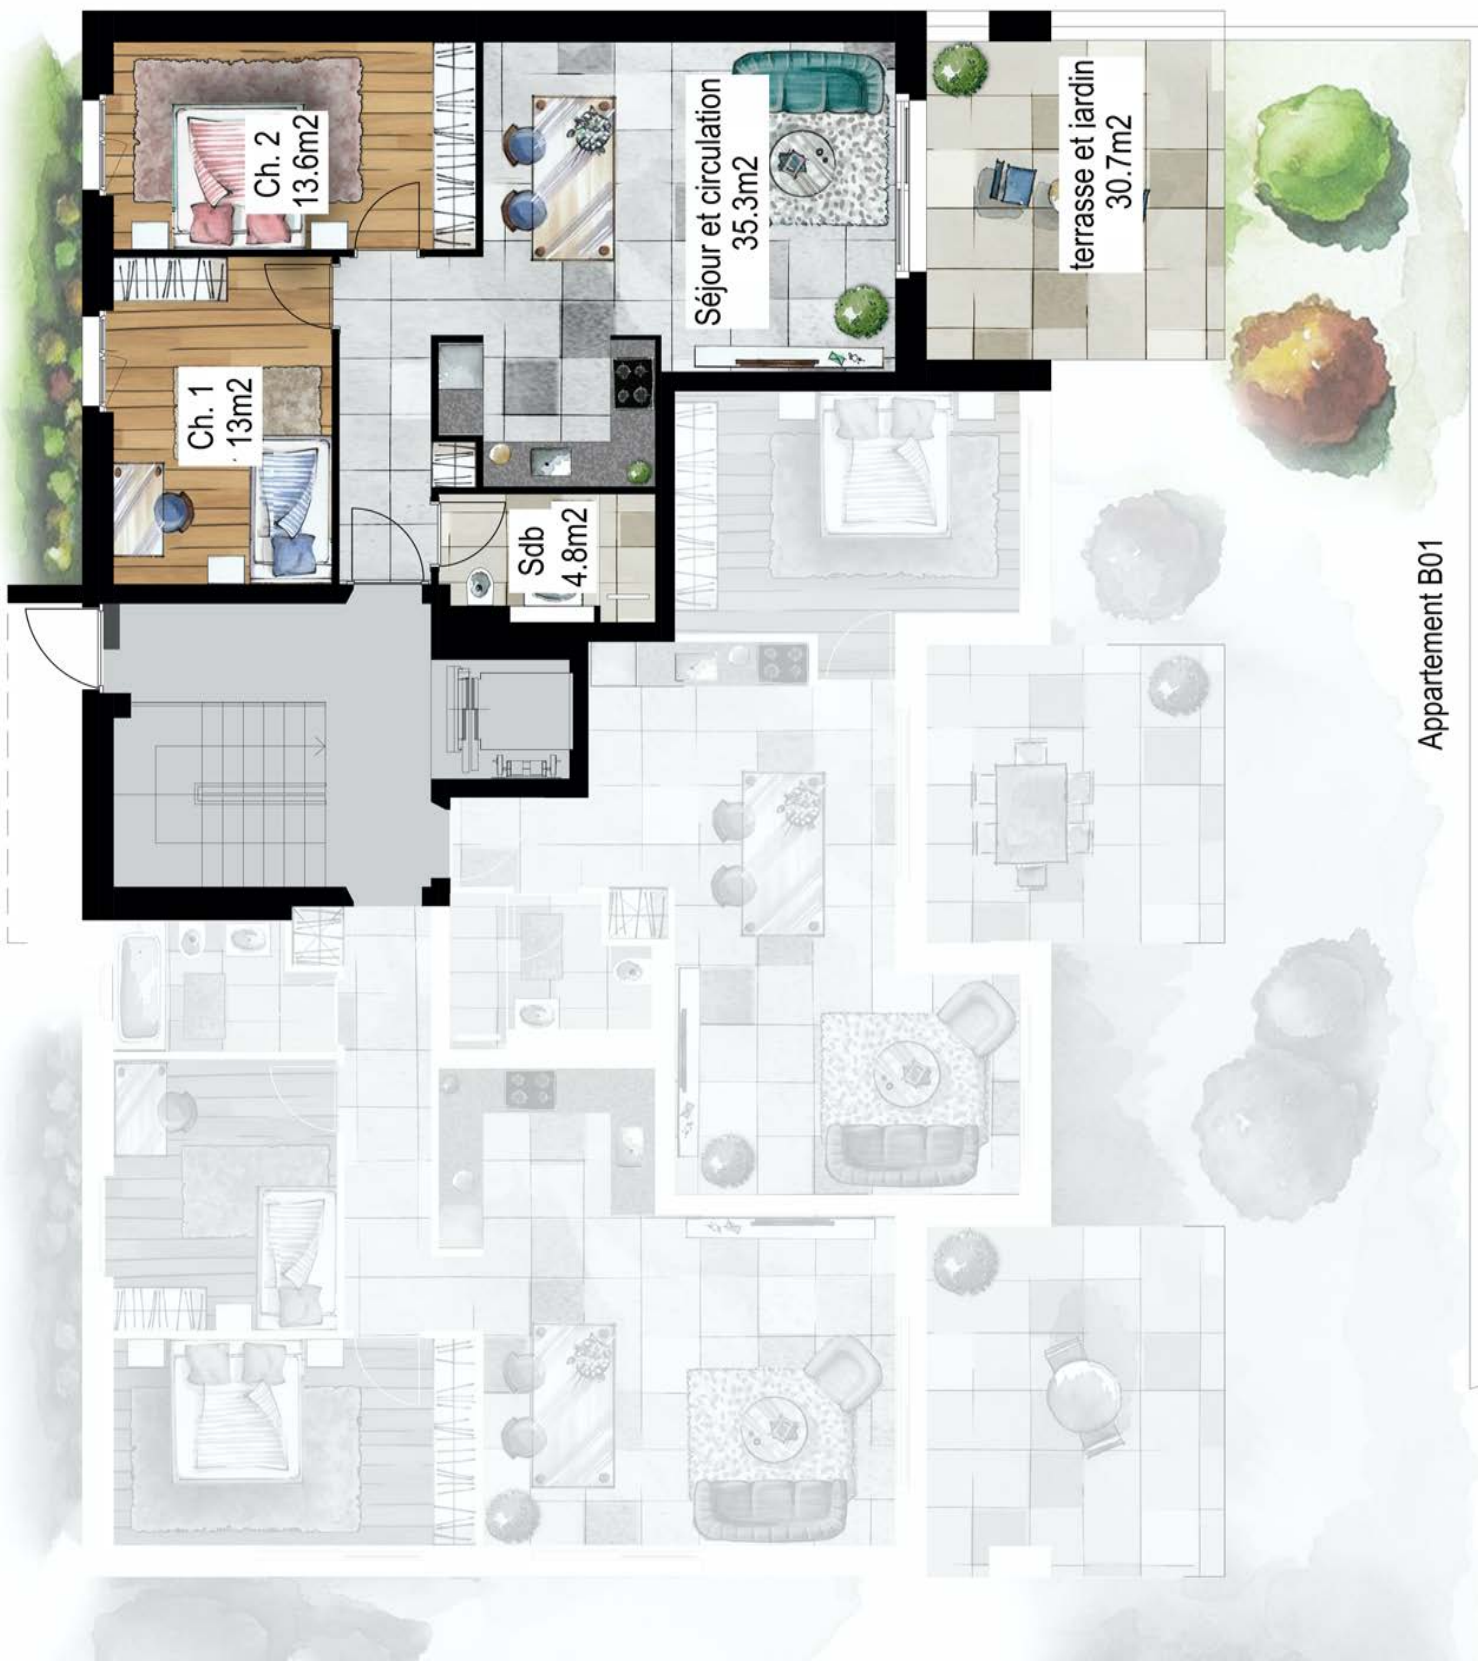 Ch. 2
13.6m2
Séjour et circulation
35.3m2
terrasse et jardin
30.7m2
Ch. 1
13m2
Sdb
4.8m2
Appartement B01